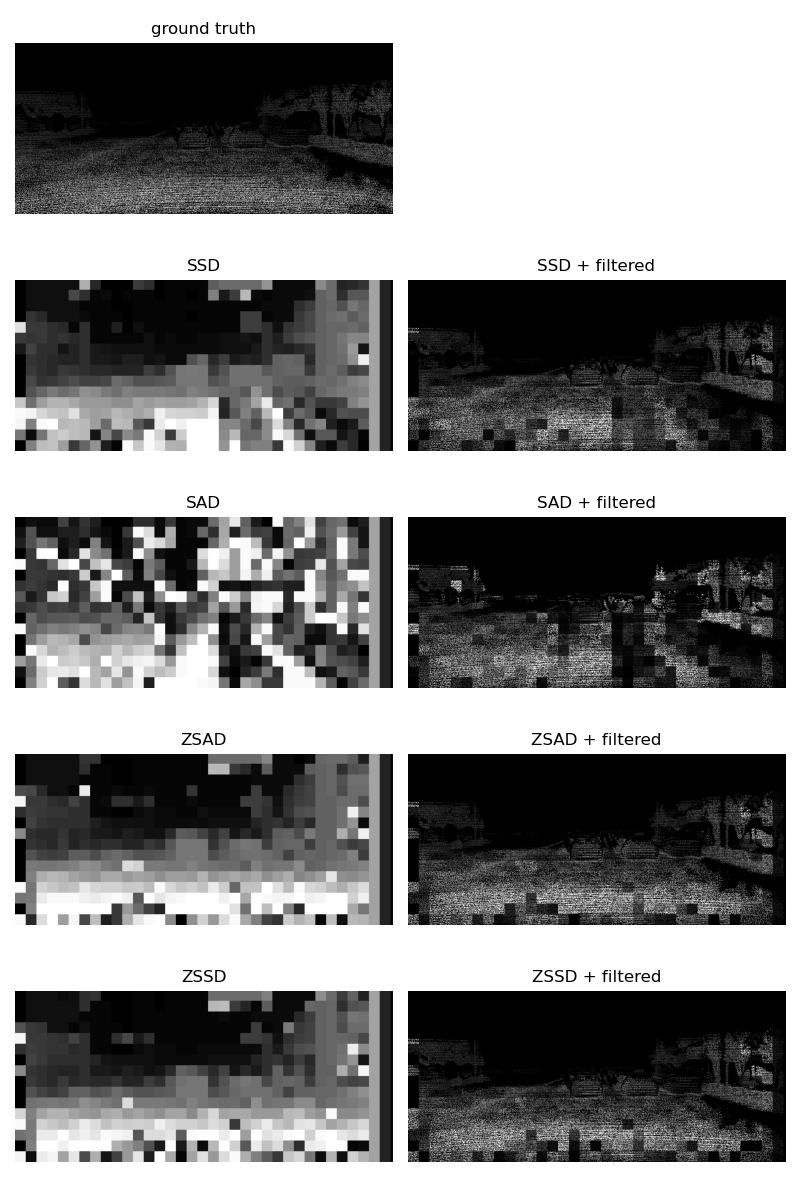 ground truth
SSD
SSD + filtered
SAD
SAD + filtered
ZSAD
ZSAD + filtered
ZSSD
ZSSD + filtered